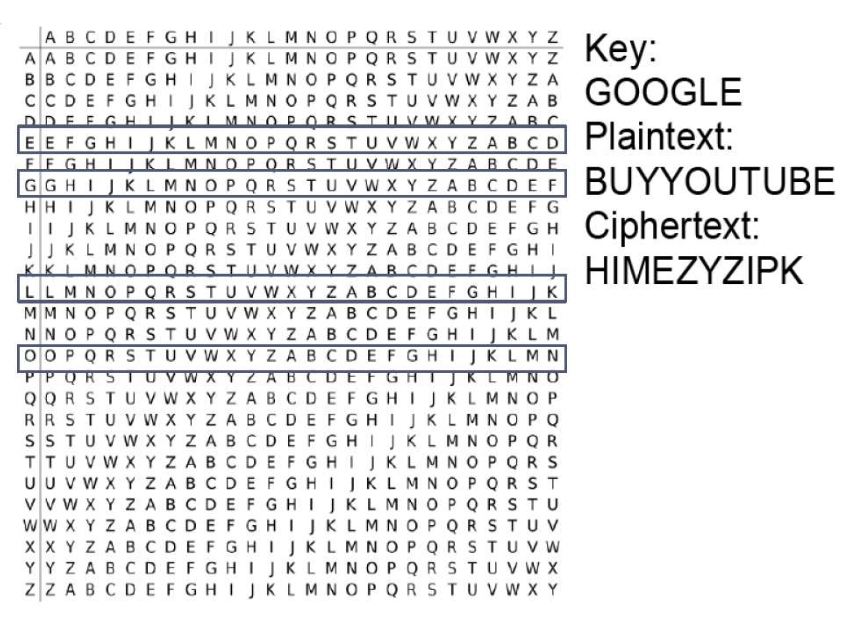 A B C D E F G H I J K L M N O P Q R S T U V W X Y Z
A A B C D E F G H I J K L M N O P Q R S T U V W X Y Z
B B C D E F G H I J K L M N O P Q R S T U V W X Y Z A
C C D E F G H I J K L M N O P Q R S T U V W X Y Z A B
D D E F G H I J K L M N O P Q R S T U V W X Y Z A B C
E E F G H I J K L M N O P Q R S T U V W X Y Z A B C D
F F G H I J K L M N O P Q R S T U V W X Y Z A B C D E
G G H I J K L M N O P Q R S T U V W X Y Z A B C D E F
H H I J K L M N O P Q R S T U V W X Y Z A B C D E F G
I I J K L M N O P Q R S T U V W X Y Z A B C D E F G H
J J K L M N O P Q R S T U V W X Y Z A B C D E F G H I
K K L M N O P Q R S T U V W X Y Z A B C D E F G H I J
L L M N O P Q R S T U V W X Y Z A B C D E F G H I J K
M M N O P Q R S T U V W X Y Z A B C D E F G H I J K L
N N O P Q R S T U V W X Y Z A B C D E F G H I J K L M
O O P Q R S T U V W X Y Z A B C D E F G H I J K L M N
P P Q R S T U V W X Y Z A B C D E F G H I J K L M N O
Q Q R S T U V W X Y Z A B C D E F G H I J K L M N O P
R R S T U V W X Y Z A B C D E F G H I J K L M N O P Q
S S T U V W X Y Z A B C D E F G H I J K L M N O P Q R
T T U V W X Y Z A B C D E F G H I J K L M N O P Q R S
U U V W X Y Z A B C D E F G H I J K L M N O P Q R S T
V V W X Y Z A B C D E F G H I J K L M N O P Q R S T U
W W X Y Z A B C D E F G H I J K L M N O P Q R S T U V
X X Y Z A B C D E F G H I J K L M N O P Q R S T U V W
Y Y Z A B C D E F G H I J K L M N O P Q R S T U V W X
Z Z A B C D E F G H I J K L M N O P Q R S T U V W X Y
Key:
GOOGLE
Plaintext:
BUYYOUTUBE
Ciphertext:
HIMEZYZIPK